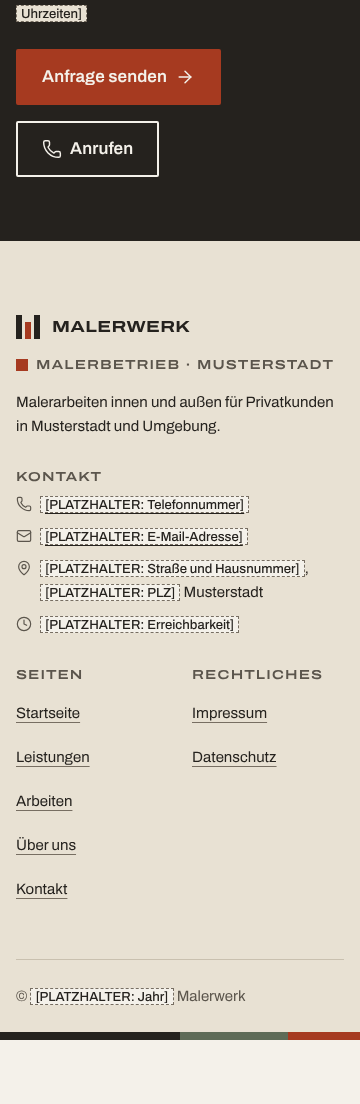 Uhrzeiten]
Anfrage senden
Anrufen
MALERWERK
MALERBETRIEB · MUSTERSTADT
Malerarbeiten innen und außen für Privatkunden
in Musterstadt und Umgebung.
KONTAKT
[PLATZHALTER: Telefonnummer]
[PLATZHALTER: E-Mail-Adresse]
[PLATZHALTER: Straße und Hausnummer],
[PLATZHALTER: PLZ] Musterstadt
[PLATZHALTER: Erreichbarkeit]
SEITEN
Startseite
Leistungen
Arbeiten
Über uns
Kontakt
RECHTLICHES
Impressum
Datenschutz
© [PLATZHALTER: Jahr] Malerwerk